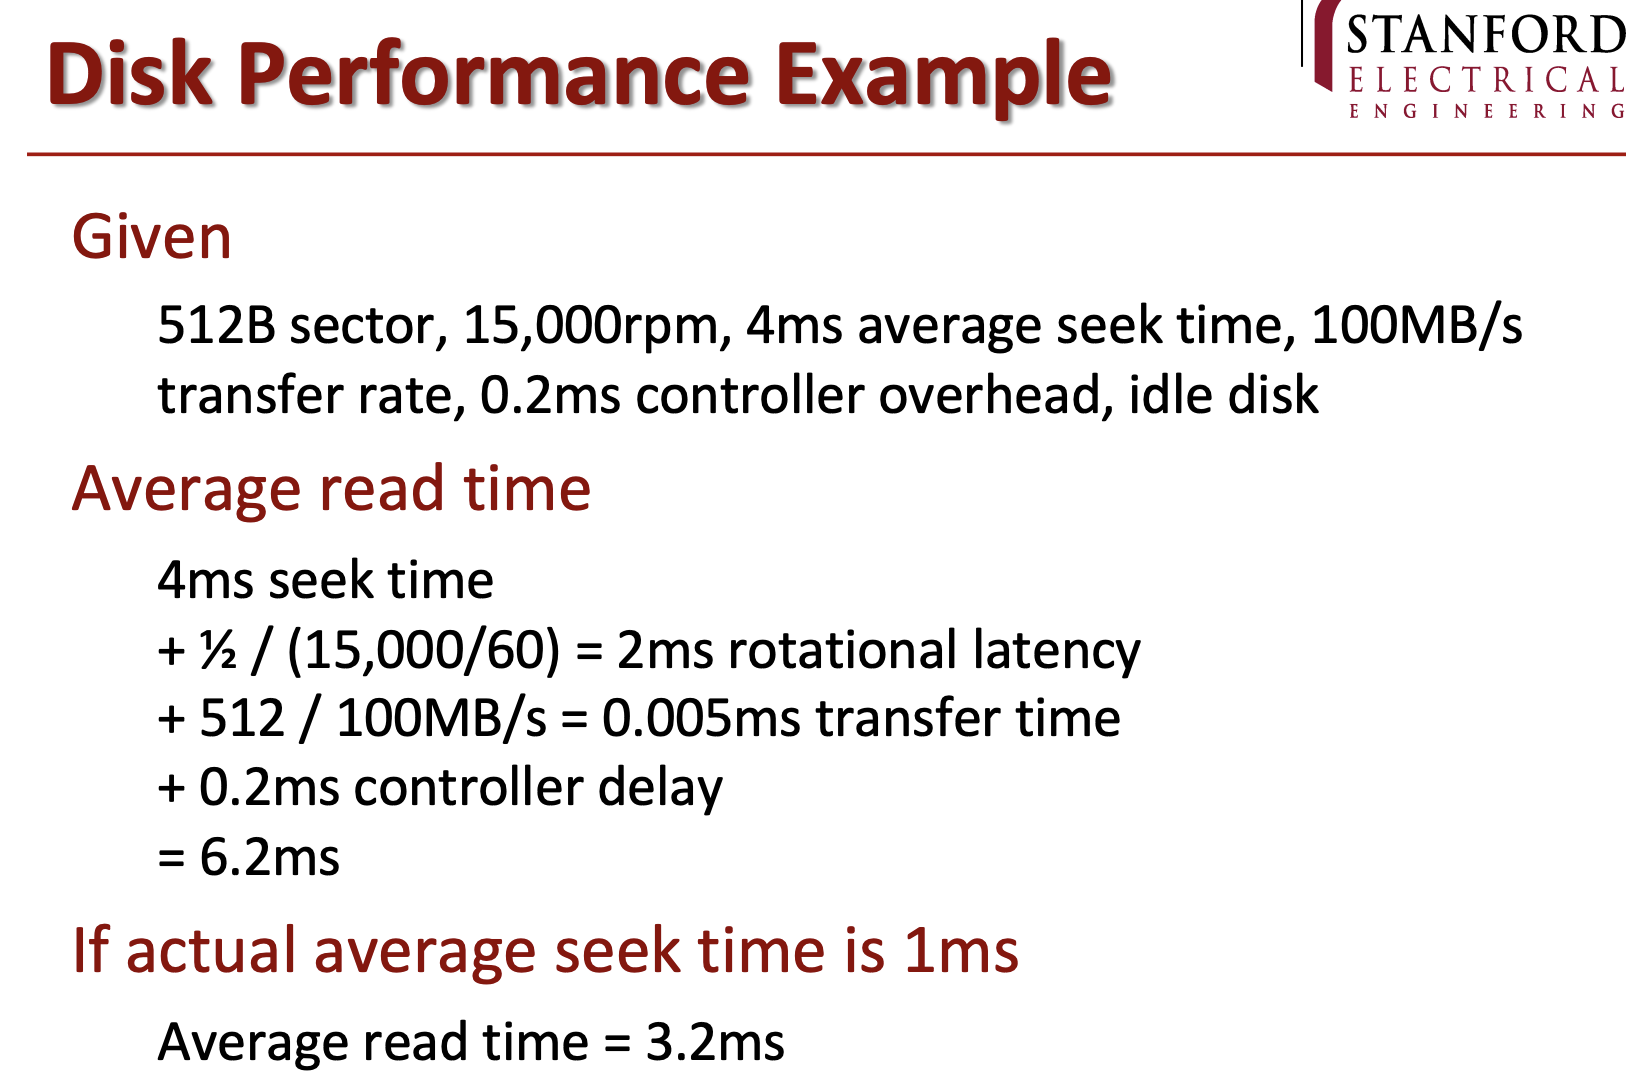 Disk Performance Example
STANFORD
ELECTRICAL
ENGINEERING
Given
512B sector, 15,000rpm, 4ms average seek time, 100MB/s
transfer rate, 0.2ms controller overhead, idle disk
Average read time
4ms seek time
+ ½ / (15,000/60) = 2ms rotational latency
+ 512 / 100MB/s = 0.005ms transfer time
+ 0.2ms controller delay
= 6.2ms
If actual average seek time is 1ms
Average read time = 3.2ms